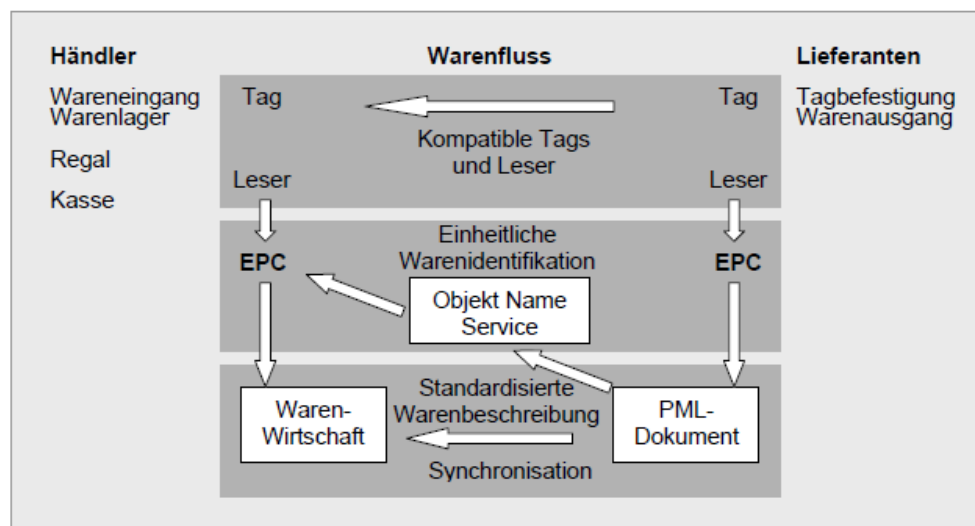 Händler
Warenfluss
Lieferanten
Wareneingang
Warenlager
Regal
Kasse
Tag
Tag
Tagbefestigung
Warenausgang
Kompatible Tags
und Leser
Leser
Leser
Einheitliche
Warenidentifikation
EPC
EPC
Objekt Name
Service
Standardisierte
Warenbeschreibung
Waren-
Wirtschaft
PML-
Dokument
Synchronisation